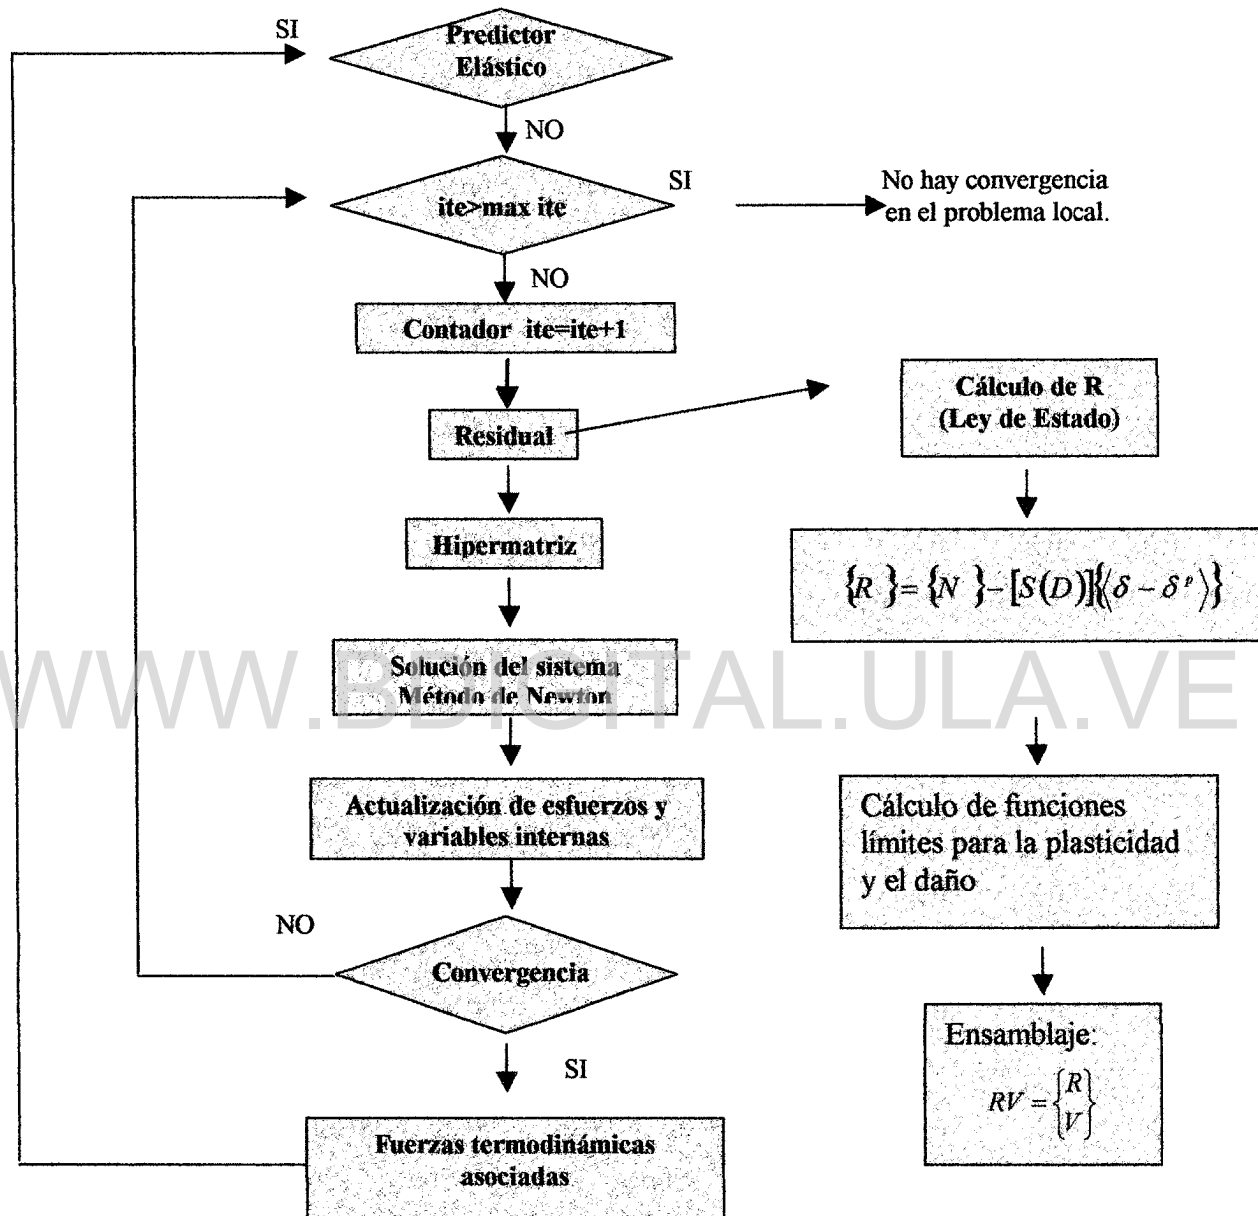 SI
Predictor
Elástico
NO
ite>max ite
SI
No hay convergencia
en el problema local.
NO
Contador ite=ite+1
Residual
Cálculo de R
(Ley de Estado)
Hipermatriz
{R }= {N }-[S(D)]{⟨δ - δᵖ⟩}
Solución del sistema
Método de Newton
WWW.BDIGITAL.ULA.VE
Actualización de esfuerzos y
variables internas
Cálculo de funciones
límites para la plasticidad
y el daño
NO
Convergencia
SI
Ensamblaje:
RV = {R
V}
Fuerzas termodinámicas
asociadas